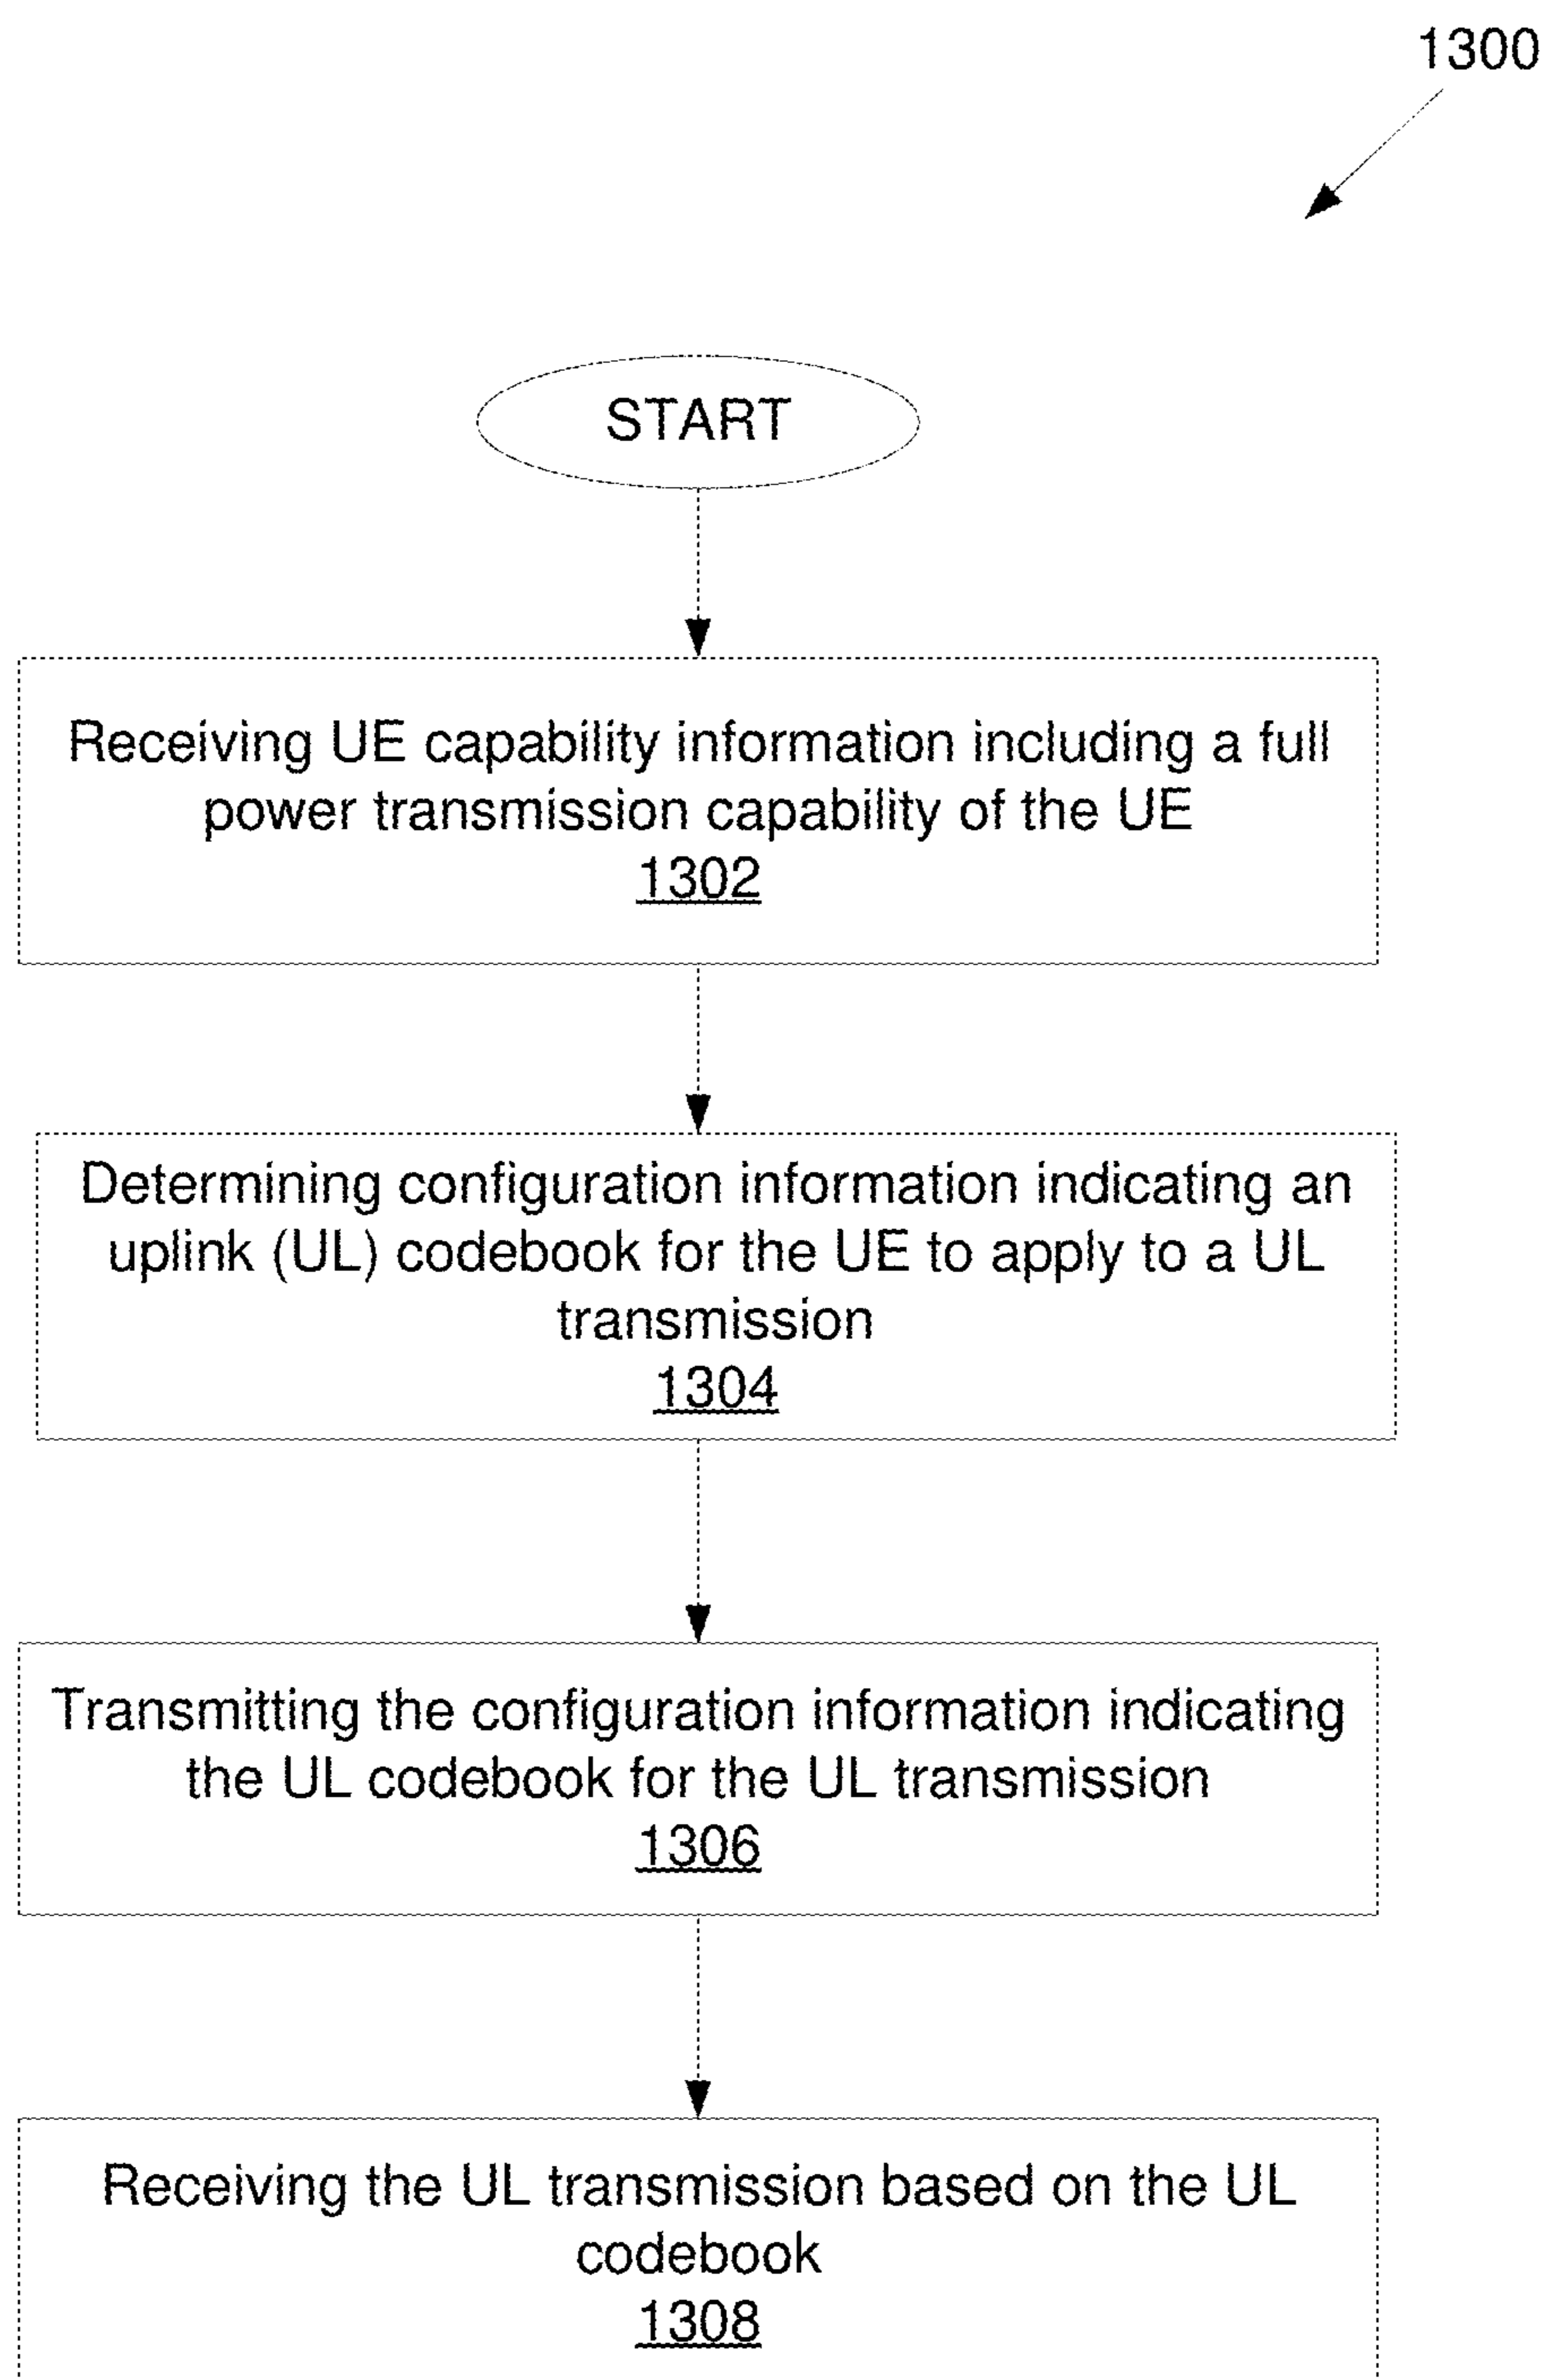 1300
START
Receiving UE capability information including a full
power transmission capability of the UE
1302
Determining configuration information indicating an
uplink (UL) codebook for the UE to apply to a UL
transmission
1304
Transmitting the configuration information indicating
the UL codebook for the UL transmission
1306
Receiving the UL transmission based on the UL
codebook
1308